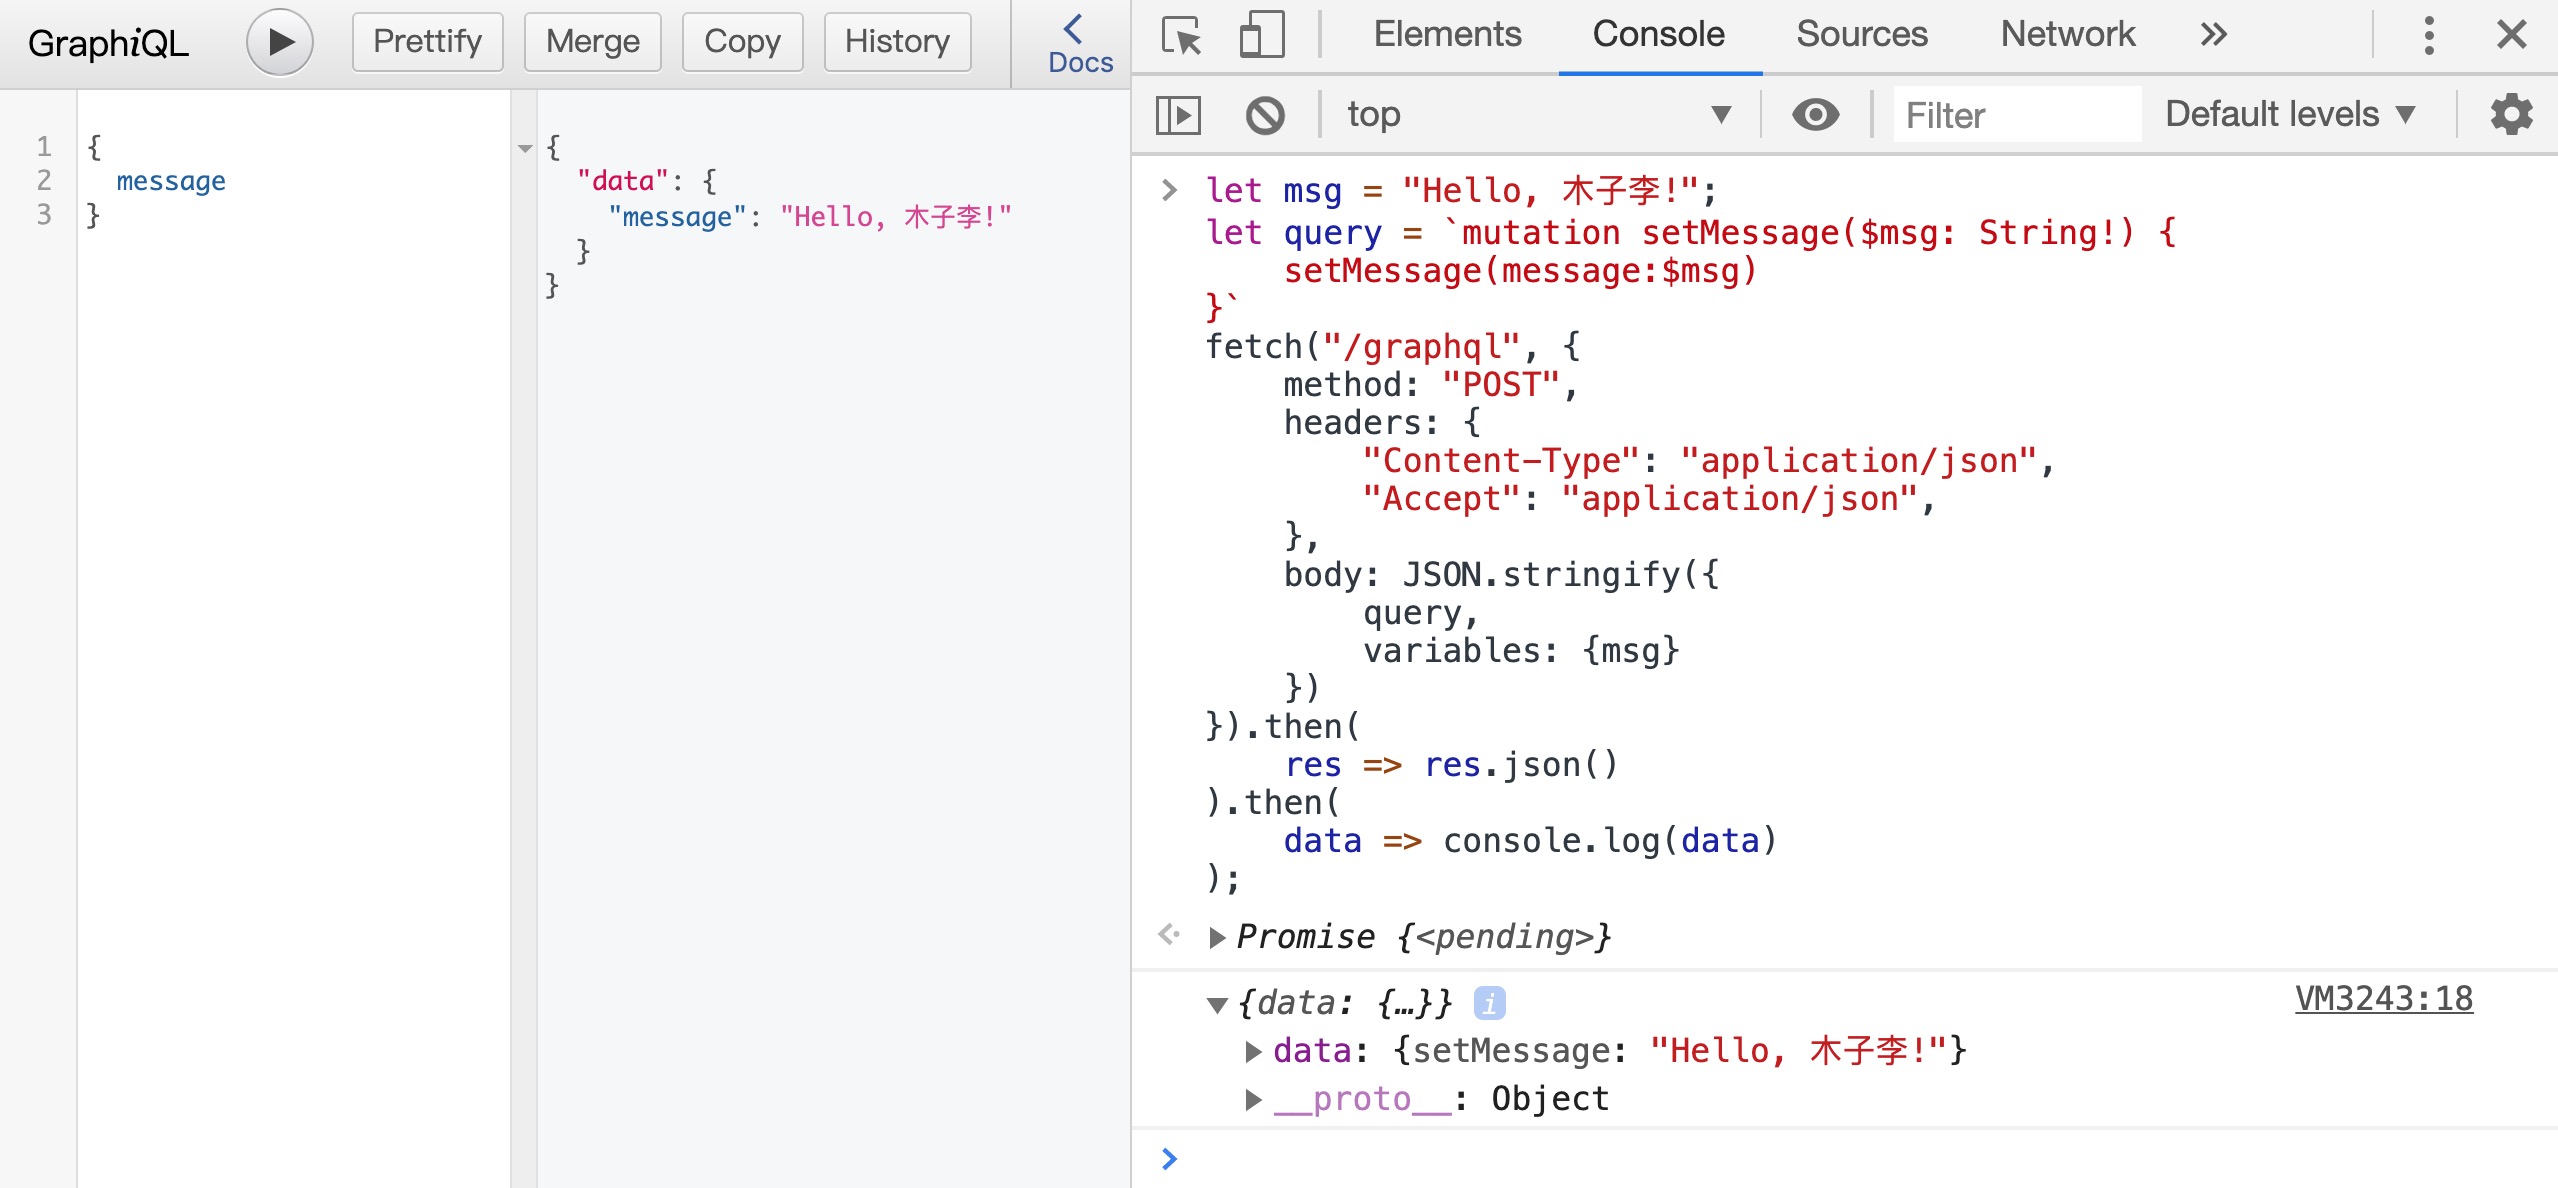 GraphiQL
Prettify
Merge
Copy
History
Docs
1 {
2 message
3 }
{
"data": {
"message": "Hello, 木子李!"
}
}
Elements
Console
Sources
Network
top
Filter
Default levels
let msg = "Hello, 木子李!";
let query = `mutation setMessage($msg: String!) {
setMessage(message:$msg)
}`
fetch("/graphql", {
method: "POST",
headers: {
"Content-Type": "application/json",
"Accept": "application/json",
},
body: JSON.stringify({
query,
variables: {msg}
})
}).then(
res => res.json()
).then(
data => console.log(data)
);
Promise {<pending>}
{data: {…}} i
VM3243:18
data: {setMessage: "Hello, 木子李!"}
__proto__: Object